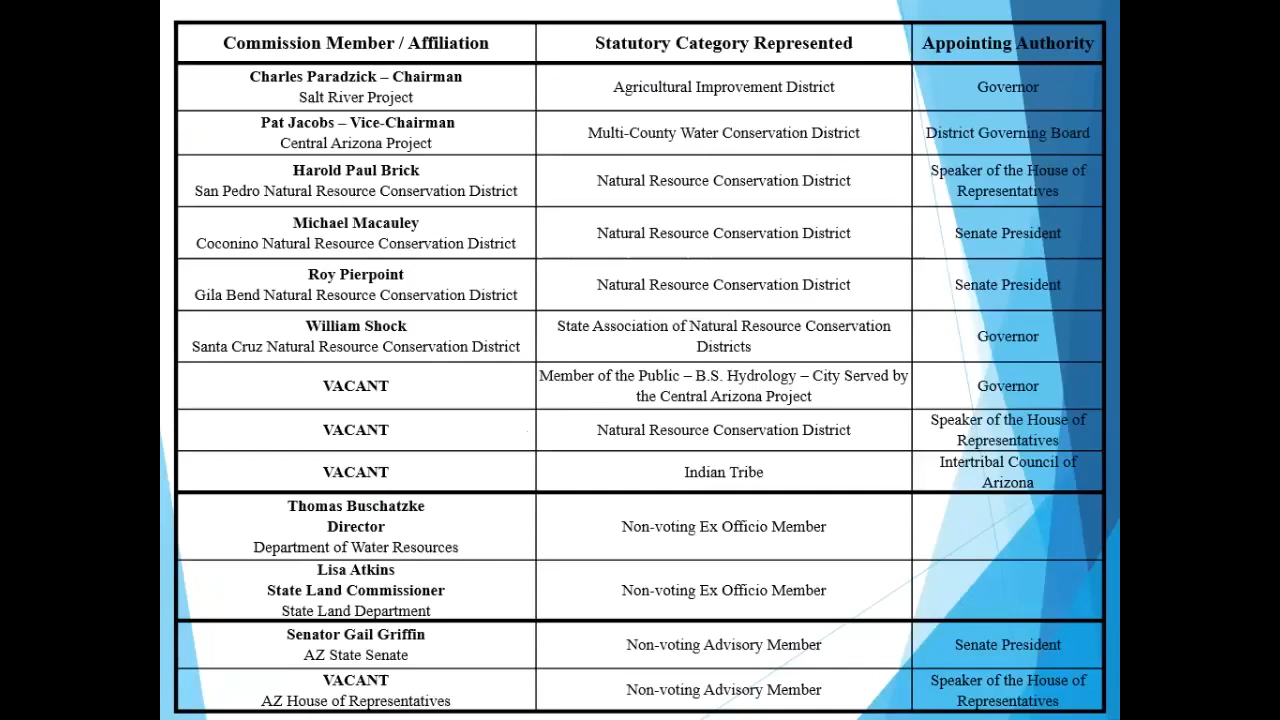 Commission Member / Affiliation
Statutory Category Represented
Appointing Authority
Charles Paradzick – Chairman
Salt River Project
Agricultural Improvement District
Governor
Pat Jacobs – Vice-Chairman
Central Arizona Project
Multi-County Water Conservation District
District Governing Board
Harold Paul Brick
San Pedro Natural Resource Conservation District
Natural Resource Conservation District
Speaker of the House of
Representatives
Michael Macauley
Coconino Natural Resource Conservation District
Natural Resource Conservation District
Senate President
Roy Pierpoint
Gila Bend Natural Resource Conservation District
Natural Resource Conservation District
Senate President
William Shock
Santa Cruz Natural Resource Conservation District
State Association of Natural Resource Conservation
Districts
Governor
VACANT
Member of the Public – B.S. Hydrology – City Served by
the Central Arizona Project
Governor
VACANT
Natural Resource Conservation District
Speaker of the House of
Representatives
VACANT
Indian Tribe
Intertribal Council of
Arizona
Thomas Buschatzke
Director
Department of Water Resources
Non-voting Ex Officio Member
Lisa Atkins
State Land Commissioner
State Land Department
Non-voting Ex Officio Member
Senator Gail Griffin
AZ State Senate
Non-voting Advisory Member
Senate President
VACANT
AZ House of Representatives
Non-voting Advisory Member
Speaker of the House of
Representatives